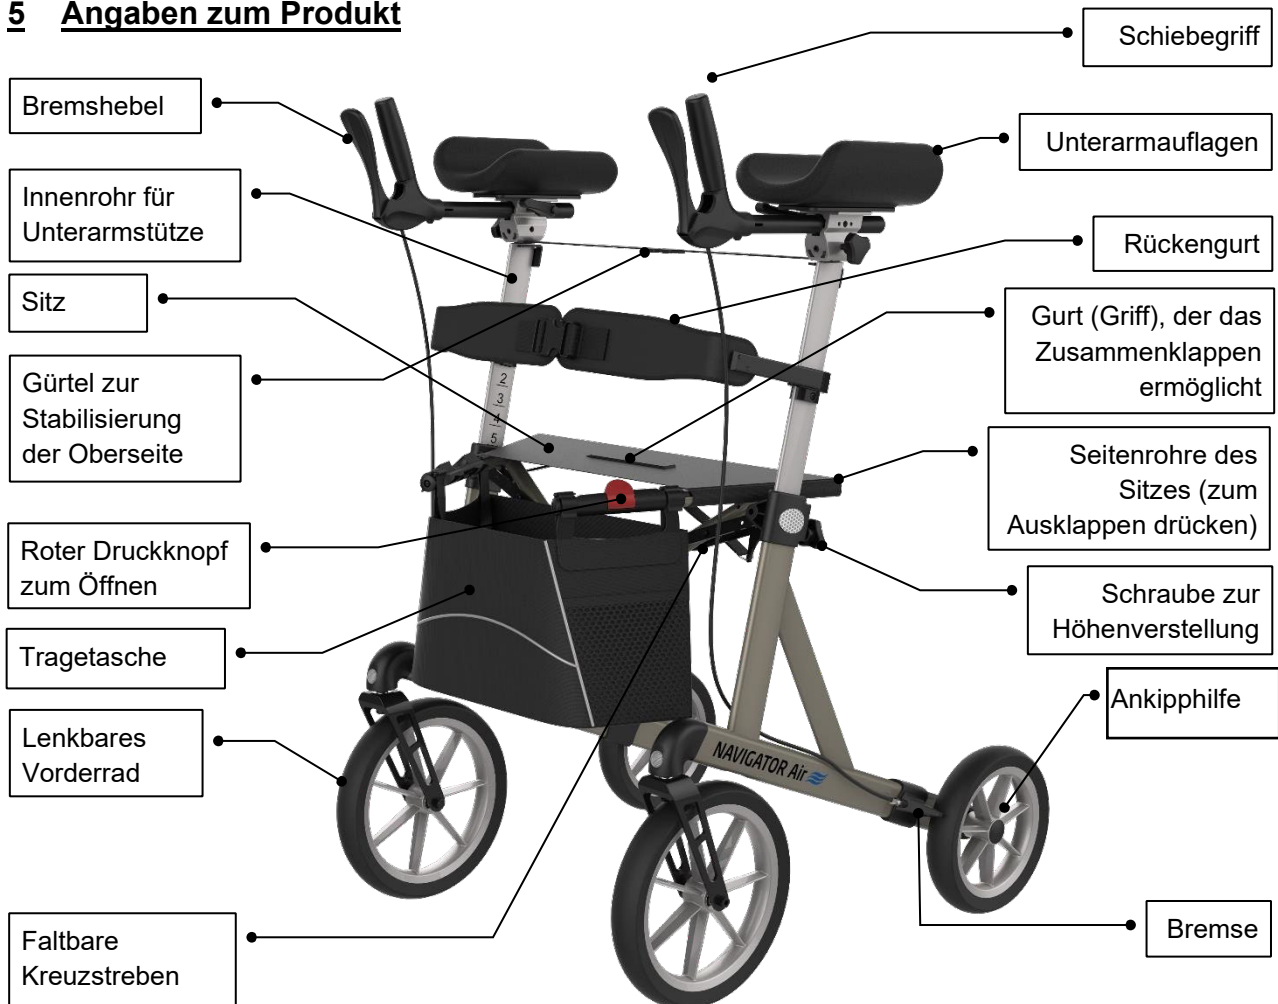 5 Angaben zum Produkt
Bremshebel
Innenrohr für
Unterarmstütze
Sitz
Gürtel zur
Stabilisierung
der Oberseite
Roter Druckknopf
zum Öffnen
Tragetasche
Lenkbares
Vorderrad
Faltbare
Kreuzstreben
Schiebegriff
Unterarmauflagen
Rückengurt
Gurt (Griff), der das
Zusammenklappen
ermöglicht
Seitenrohre des
Sitzes (zum
Ausklappen drücken)
Schraube zur
Höhenverstellung
Ankipphilfe
Bremse
2
3
4
5
NAVIGATOR Air